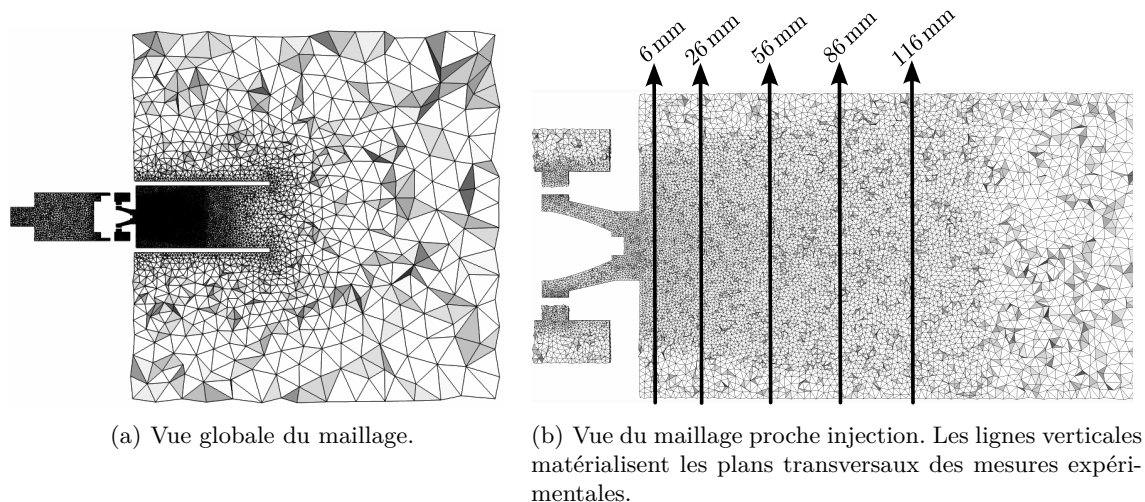 6 mm
26 mm
56 mm
86 mm
116 mm
(a) Vue globale du maillage.
(b) Vue du maillage proche injection. Les lignes verticales
matérialisent les plans transversaux des mesures expéri-
mentales.